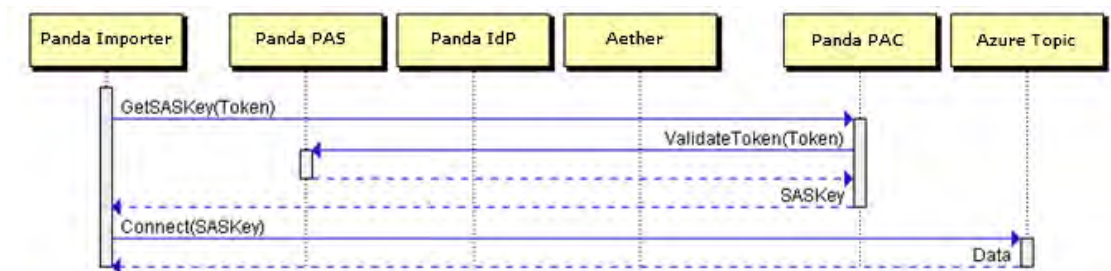 Panda Importer
Panda PAS
Panda IdP
Aether
Panda PAC
Azure Topic
GetSASKey(Token)
ValidateToken(Token)
SASKey
Connect(SASKey)
Data